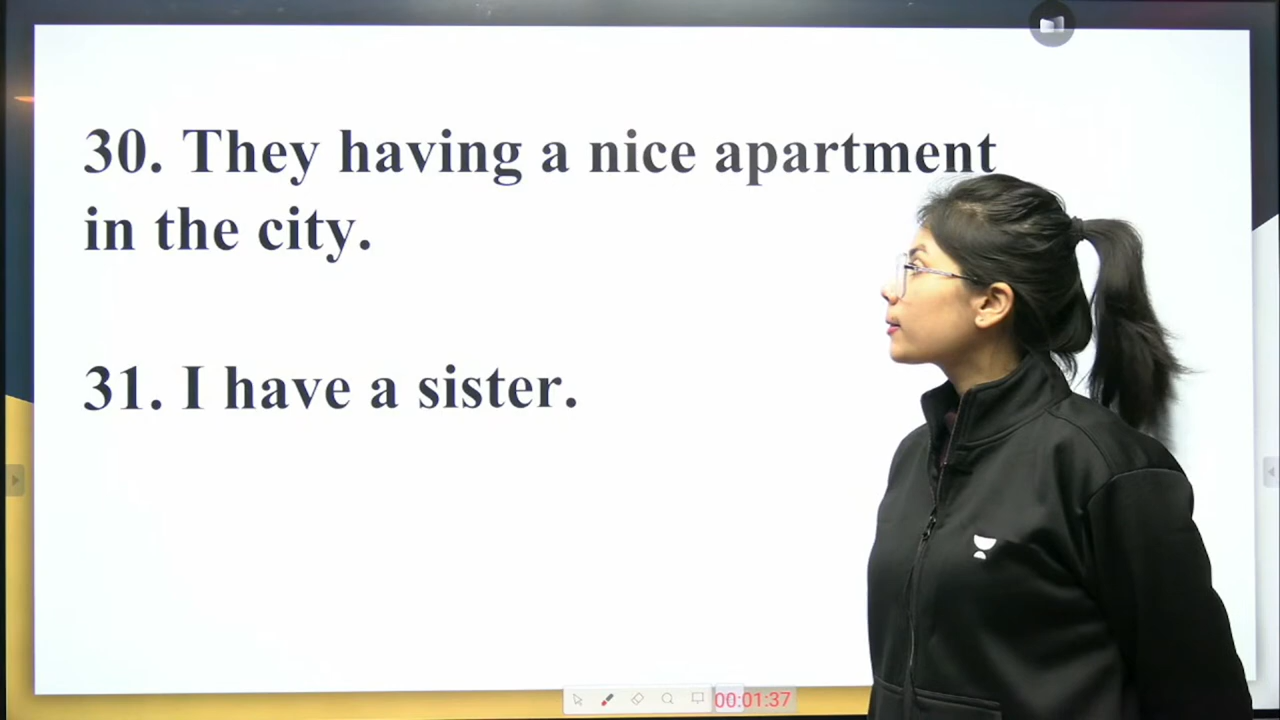 30. They having a nice apartment
in the city.
31. I have a sister.
00:01:37